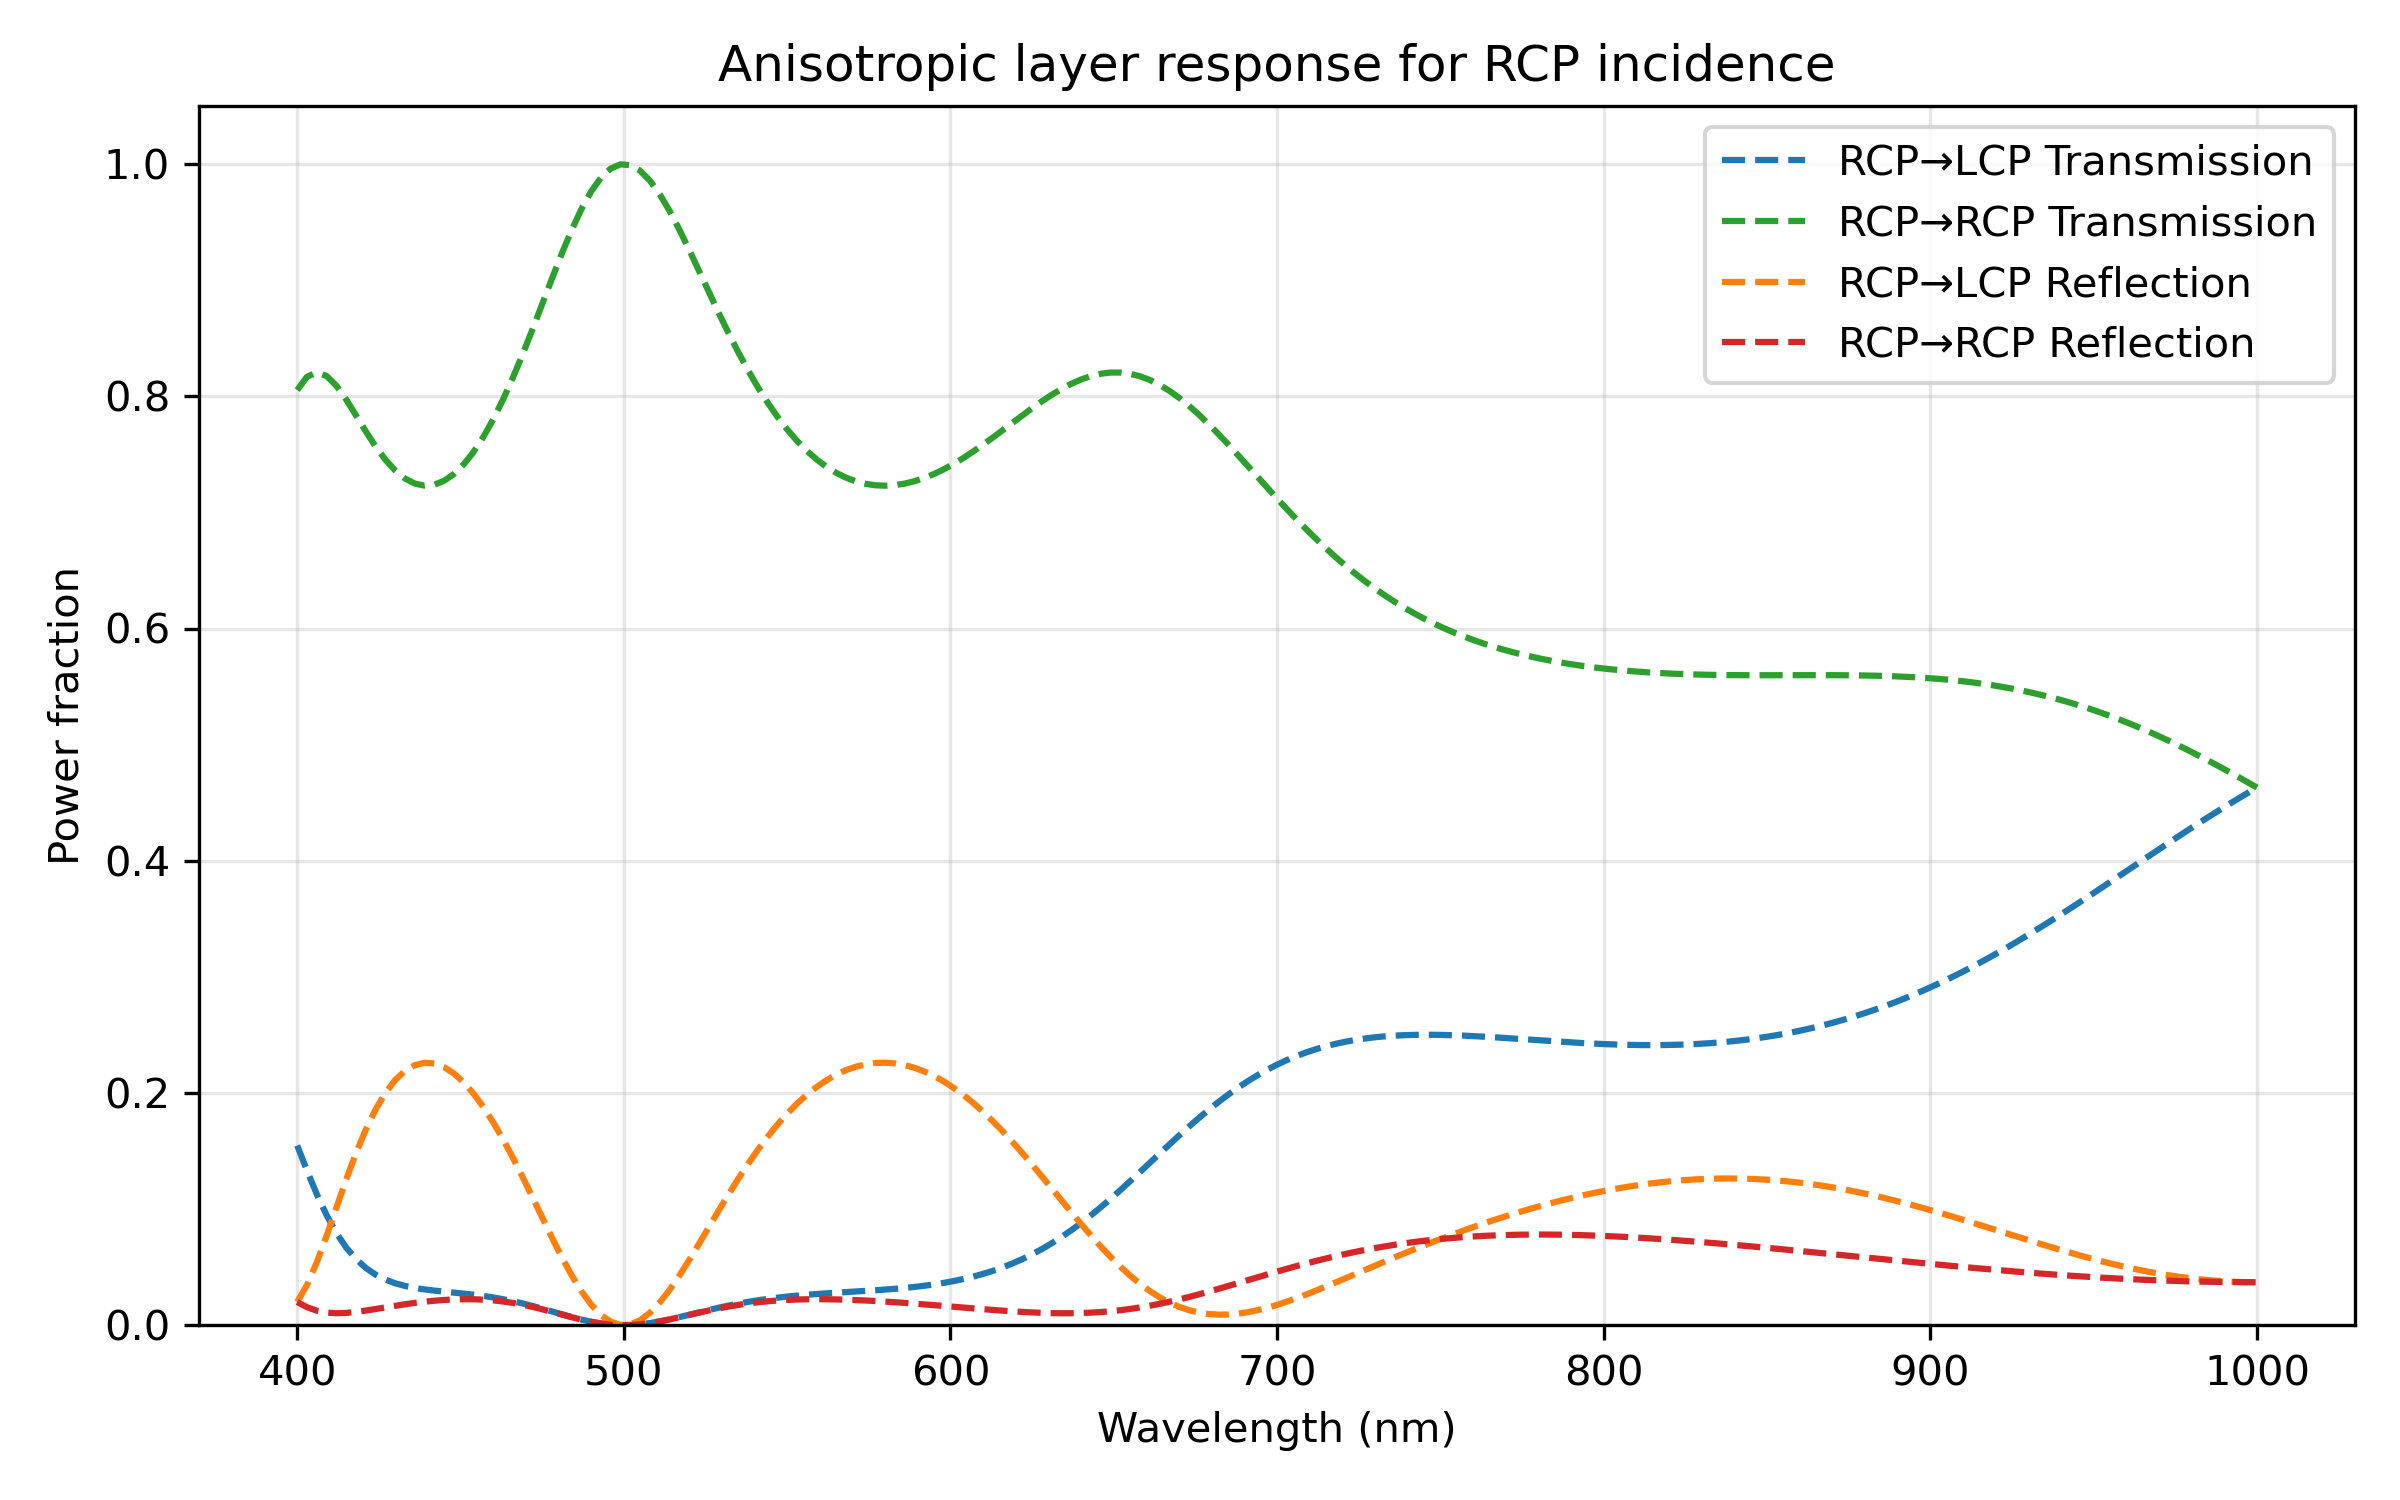 Anisotropic layer response for RCP incidence
RCP→LCP Transmission
RCP→RCP Transmission
RCP→LCP Reflection
RCP→RCP Reflection
Power fraction
1.0
0.8
0.6
0.4
0.2
0.0
400 500 600 700 800 900 1000
Wavelength (nm)